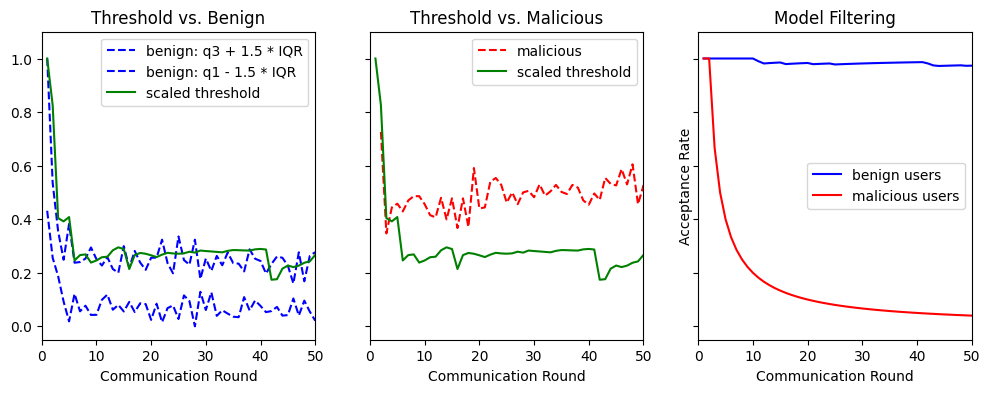 Threshold vs. Benign
benign: q3 + 1.5 * IQR
benign: q1 - 1.5 * IQR
scaled threshold
1.0
0.8
0.6
0.4
0.2
0.0
0 10 20 30 40 50
Communication Round
Threshold vs. Malicious
malicious
scaled threshold
0 10 20 30 40 50
Communication Round
Model Filtering
Acceptance Rate
benign users
malicious users
0 10 20 30 40 50
Communication Round